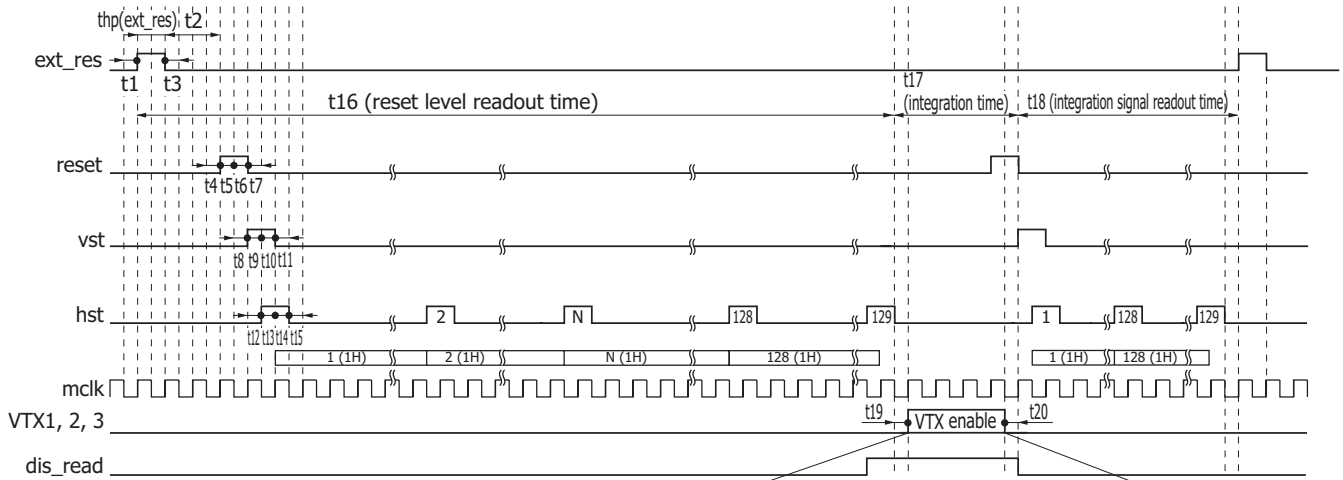 thp(ext_res) t2
ext_res
t1 t3
t16 (reset level readout time)
t17
(integration time)
t18 (integration signal readout time)
reset
t4 t5 t6 t7
vst
t8 t9 t10 t11
hst 2 N 128 129 1 128 129
t12 t13 t14 t15
1 (1H) 2 (1H) N (1H) 128 (1H) 1 (1H) 128 (1H)
mclk
VTX1, 2, 3 t19 VTX enable t20
dis_read